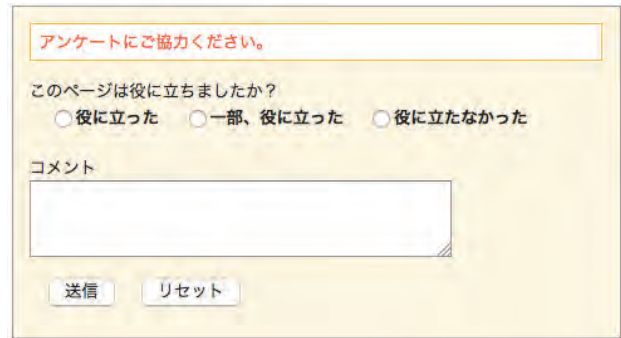 アンケートにご協力ください。
このページは役に立ちましたか？
役に立った 一部、役に立った 役に立たなかった
コメント
送信 リセット